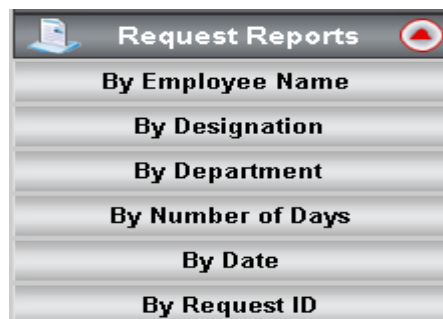 Request Reports
By Employee Name
By Designation
By Department
By Number of Days
By Date
By Request ID